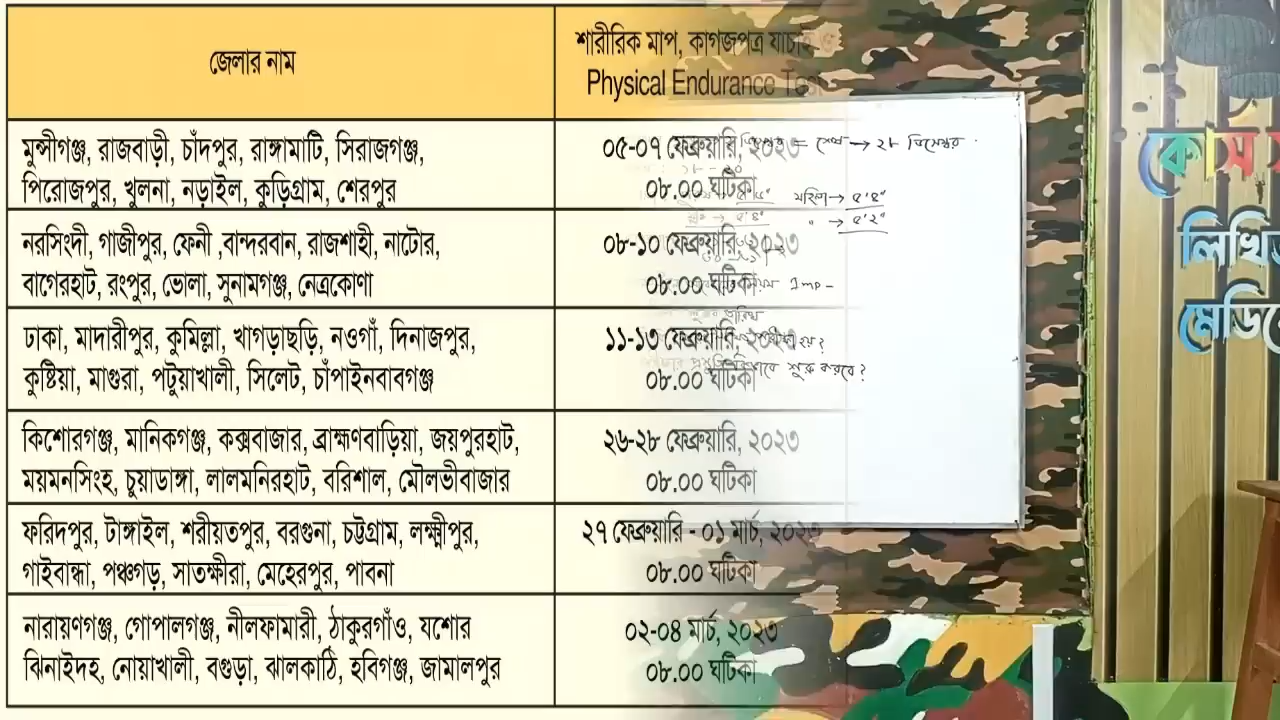 জেলার নাম
শারীরিক মাপ, কাগজপত্র যাচাই ও
Physical Endurance Test
মুন্সীগঞ্জ, রাজবাড়ী, চাঁদপুর, রাঙ্গামাটি, সিরাজগঞ্জ,
পিরোজপুর, খুলনা, নড়াইল, কুড়িগ্রাম, শেরপুর
০৫-০৭ ফেব্রুয়ারি, ২০২৩
০৮.০০ ঘটিকা
নরসিংদী, গাজীপুর, ফেনী ,বান্দরবান, রাজশাহী, নাটোর,
বাগেরহাট, রংপুর, ভোলা, সুনামগঞ্জ, নেত্রকোণা
০৮-১০ ফেব্রুয়ারি, ২০২৩
০৮.০০ ঘটিকা
ঢাকা, মাদারীপুর, কুমিল্লা, খাগড়াছড়ি, নওগাঁ, দিনাজপুর,
কুষ্টিয়া, মাগুরা, পটুয়াখালী, সিলেট, চাঁপাইনবাবগঞ্জ
১১-১৩ ফেব্রুয়ারি, ২০২৩
০৮.০০ ঘটিকা
কিশোরগঞ্জ, মানিকগঞ্জ, কক্সবাজার, ব্রাহ্মণবাড়িয়া, জয়পুরহাট,
ময়মনসিংহ, চুয়াডাঙ্গা, লালমনিরহাট, বরিশাল, মৌলভীবাজার
২৬-২৮ ফেব্রুয়ারি, ২০২৩
০৮.০০ ঘটিকা
ফরিদপুর, টাঙ্গাইল, শরীয়তপুর, বরগুনা, চট্টগ্রাম, লক্ষ্মীপুর,
গাইবান্ধা, পঞ্চগড়, সাতক্ষীরা, মেহেরপুর, পাবনা
২৭ ফেব্রুয়ারি - ০১ মার্চ, ২০২৩
০৮.০০ ঘটিকা
নারায়ণগঞ্জ, গোপালগঞ্জ, নীলফামারী, ঠাকুরগাঁও, যশোর
ঝিনাইদহ, নোয়াখালী, বগুড়া, ঝালকাঠি, হবিগঞ্জ, জামালপুর
০২-০৪ মার্চ, ২০২৩
০৮.০০ ঘটিকা
শেষ → ২৮ ডিসেম্বর
মহিলা → ৫'৪"
" → ৫'২"
Imp -
শুরু করবে?
কোর্স
লিখিত